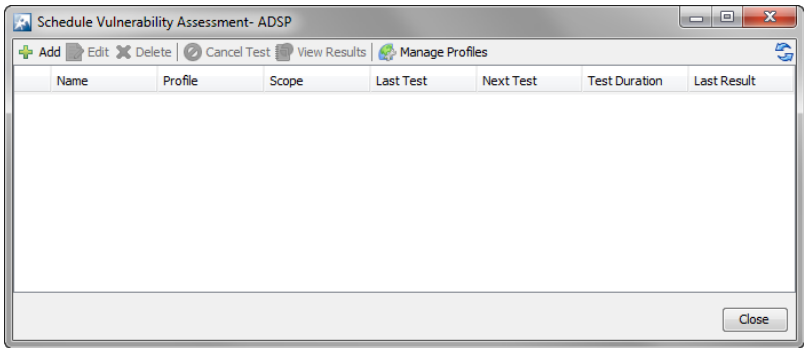 Schedule Vulnerability Assessment- ADSP
Add Edit Delete Cancel Test View Results Manage Profiles
Name Profile Scope Last Test Next Test Test Duration Last Result
Close